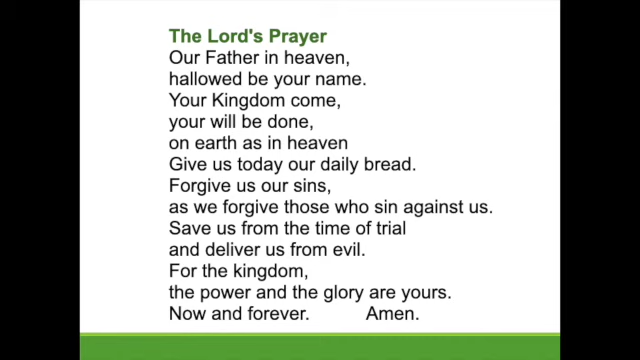 The Lord's Prayer
Our Father in heaven,
hallowed be your name.
Your Kingdom come,
your will be done,
on earth as in heaven
Give us today our daily bread.
Forgive us our sins,
as we forgive those who sin against us.
Save us from the time of trial
and deliver us from evil.
For the kingdom,
the power and the glory are yours.
Now and forever. Amen.